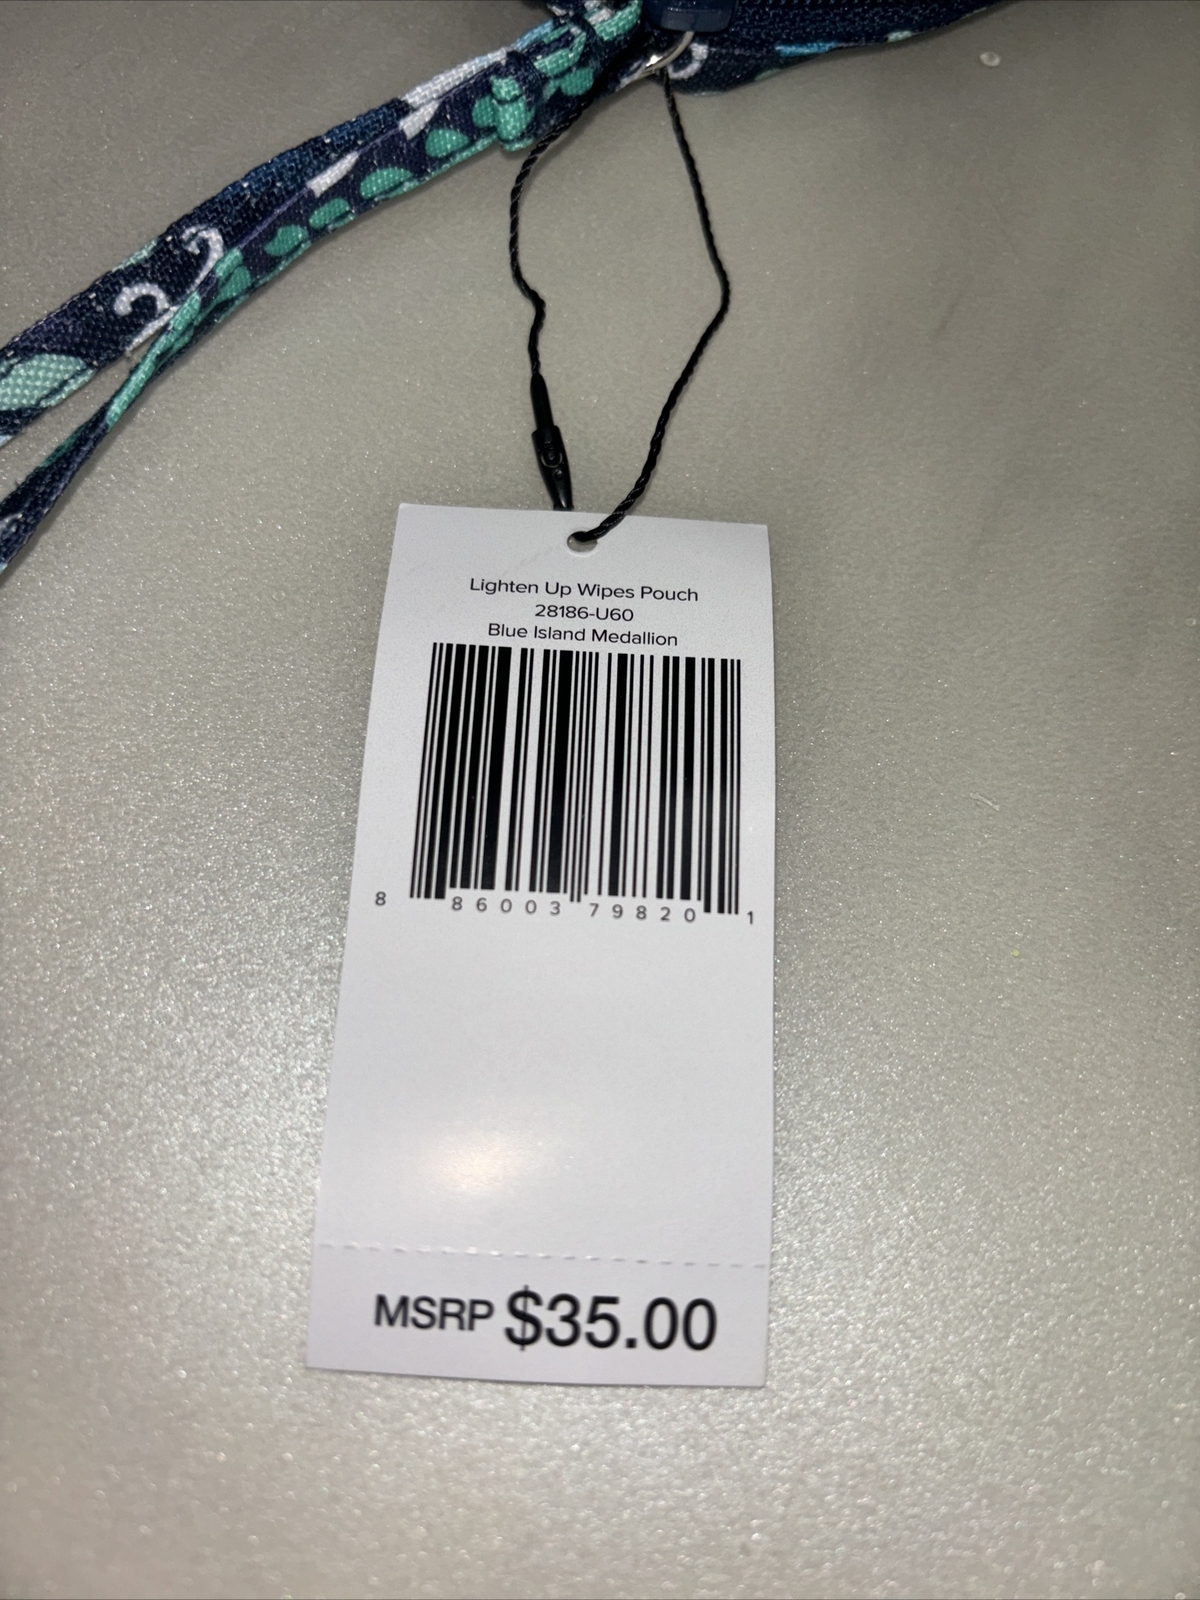 Lighten Up Wipes Pouch
28186-U60
Blue Island Medallion
8 86003 79820 1
MSRP $35.00